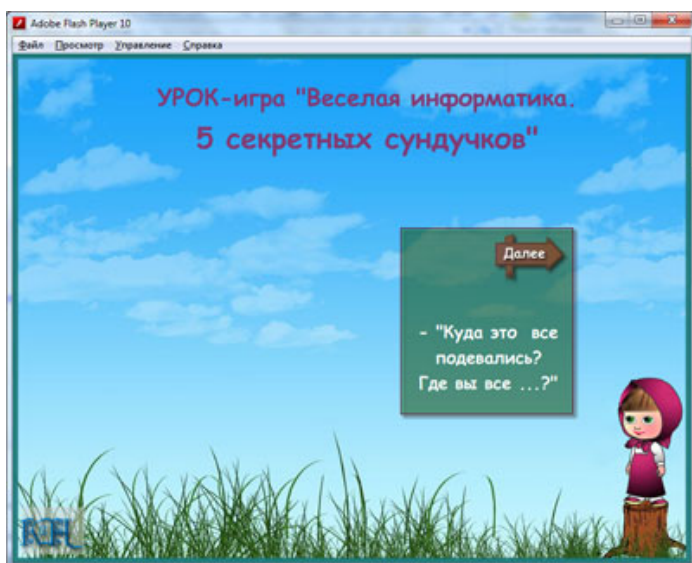 Adobe Flash Player 10
Файл Просмотр Управление Справка
УРОК-игра "Веселая информатика.
5 секретных сундучков"
Далее
- "Куда это все
подевались?
Где вы все ...?"